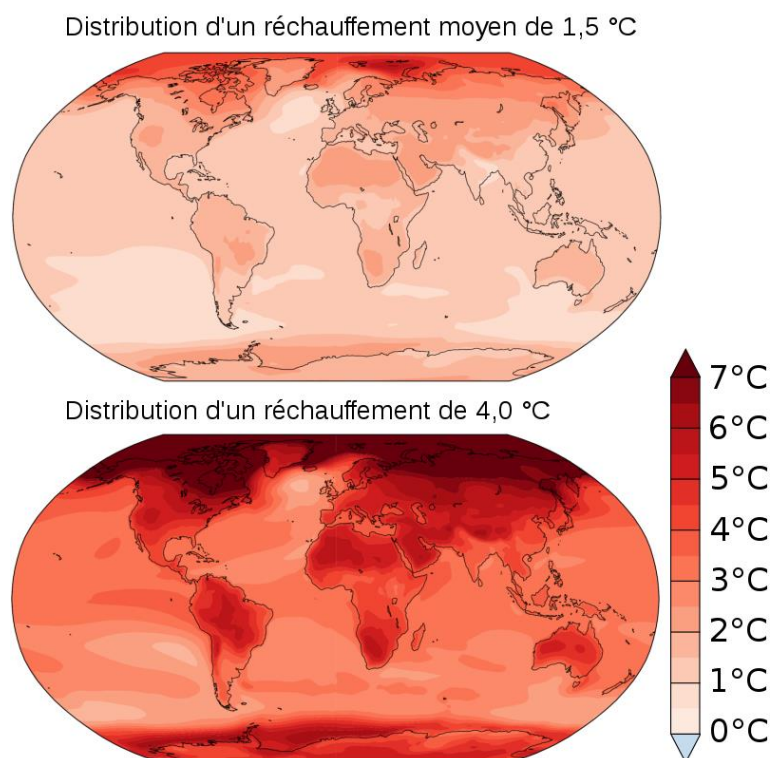 Distribution d'un réchauffement moyen de 1,5 °C
Distribution d'un réchauffement de 4,0 °C
7°C
6°C
5°C
4°C
3°C
2°C
1°C
0°C